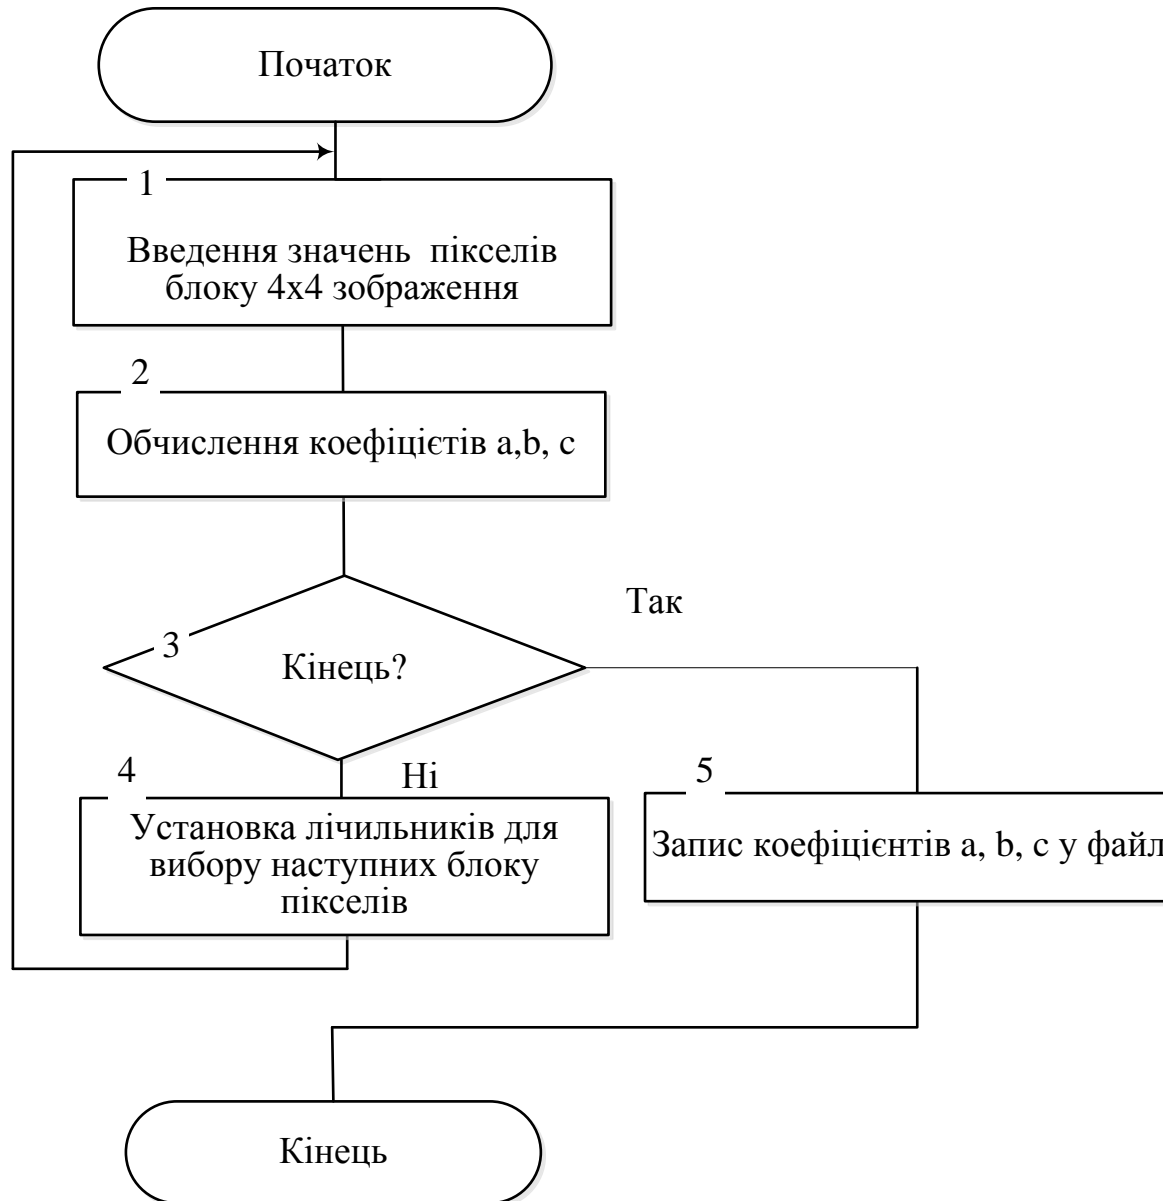 Початок
1
Введення значень пікселів
блоку 4х4 зображення
2
Обчислення коефіцієтів a,b, c
Так
3
Кінець?
4
Ні
5
Установка лічильників для
вибору наступних блоку
пікселів
Запис коефіцієнтів a, b, c у файл
Кінець